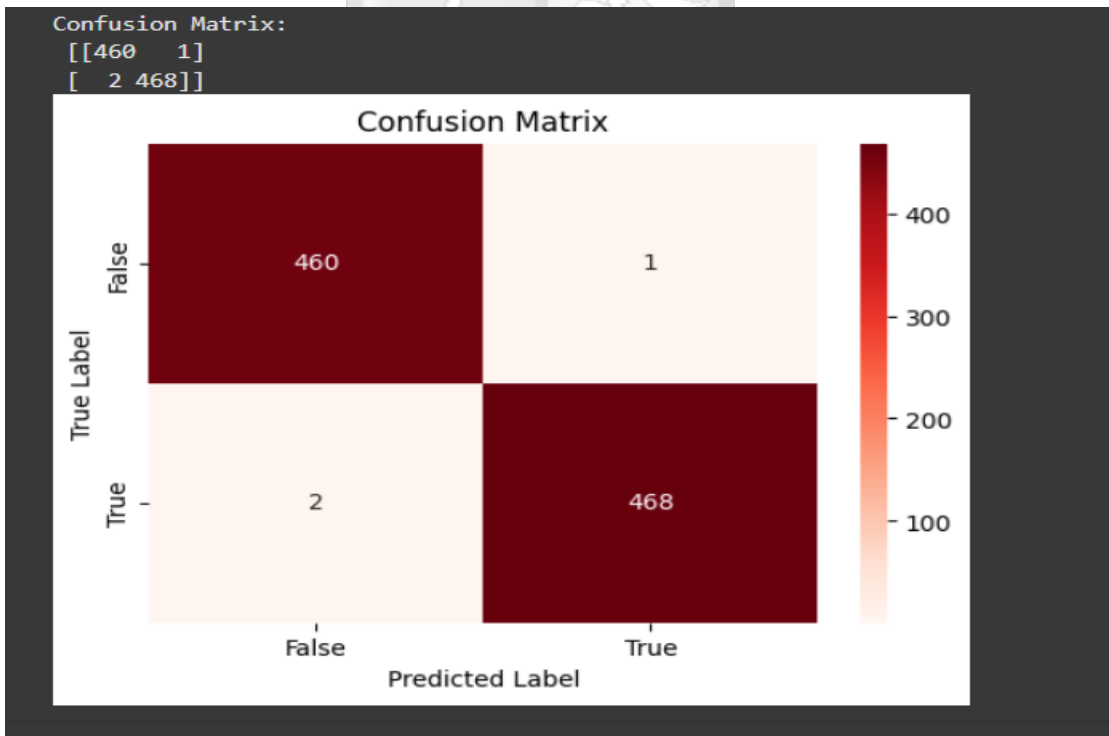 Confusion Matrix:
[[460   1]
[  2 468]]
Confusion Matrix
True Label
False
True
460
1
2
468
False
True
Predicted Label
400
300
200
100